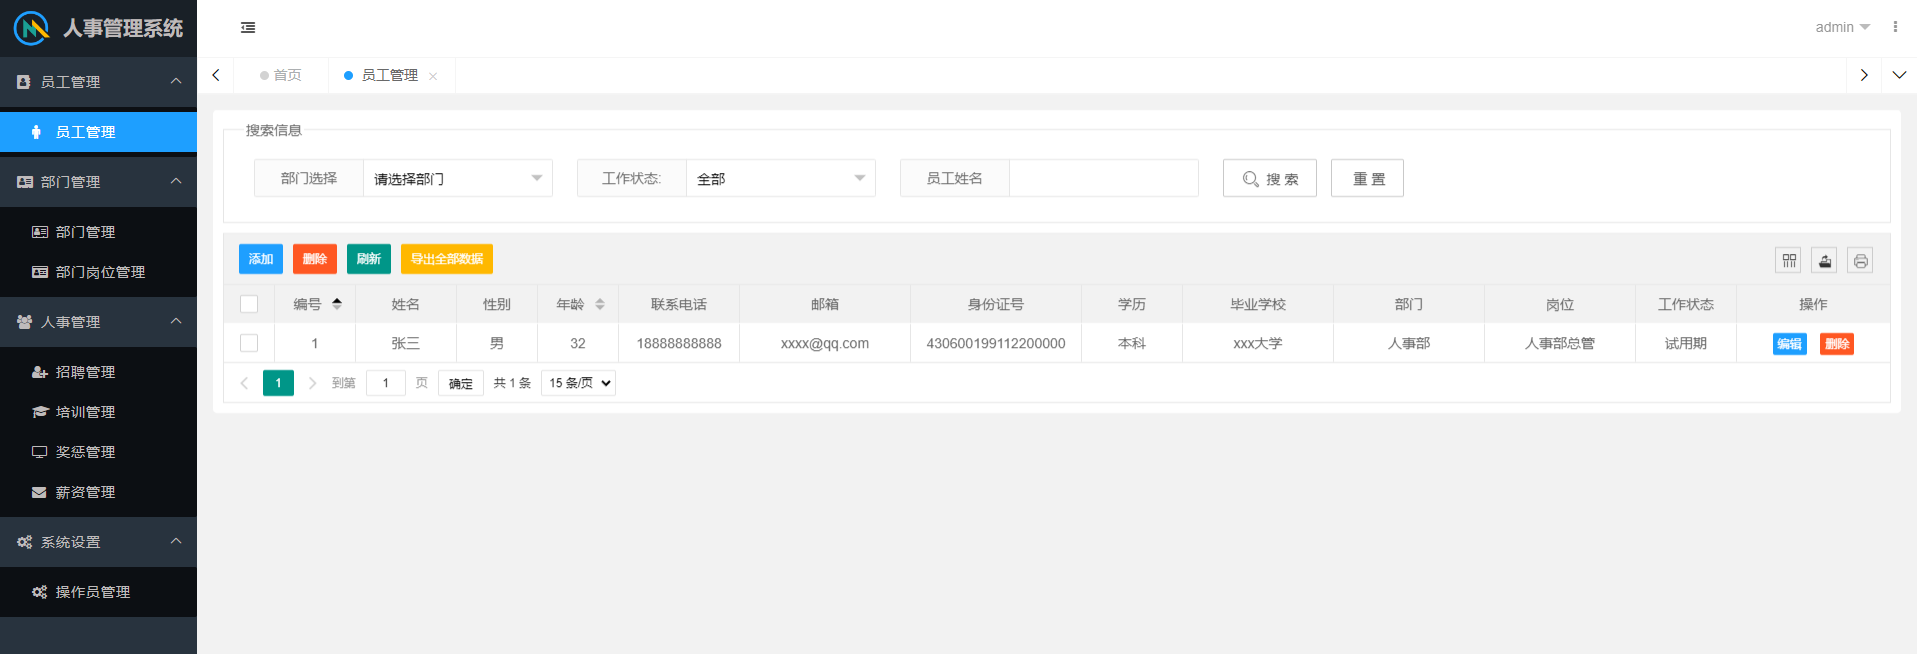 人事管理系统
admin
员工管理
员工管理
部门管理
部门管理
部门岗位管理
人事管理
招聘管理
培训管理
奖惩管理
薪资管理
系统设置
操作员管理
首页 员工管理
搜索信息
部门选择 请选择部门 工作状态: 全部 员工姓名 搜 索 重 置
添加 删除 刷新 导出全部数据
编号 姓名 性别 年龄 联系电话 邮箱 身份证号 学历 毕业学校 部门 岗位 工作状态 操作
1 张三 男 32 18888888888 xxxx@qq.com 430600199112200000 本科 xxx大学 人事部 人事部总管 试用期 编辑 删除
1 到第 1 页 确定 共 1 条 15 条/页